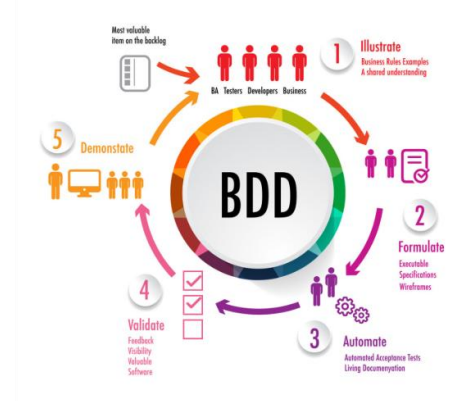 Most valuable
item on the backlog
BA Testers Developers Business
1
Illustrate
Business Rules Examples
A shared understanding
5
Demonstate
BDD
2
Formulate
Executable
Specifications
Wireframes
4
Validate
Feedback
Visibility
Valuable
Software
3
Automate
Automated Acceptance Tests
Living Documenyation